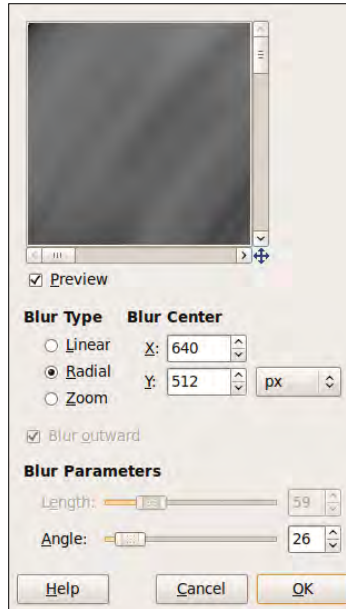 Preview
Blur Type Blur Center
Linear X: 640
Radial Y: 512 px
Zoom
Blur outward
Blur Parameters
Length: 59
Angle: 26
Help Cancel OK